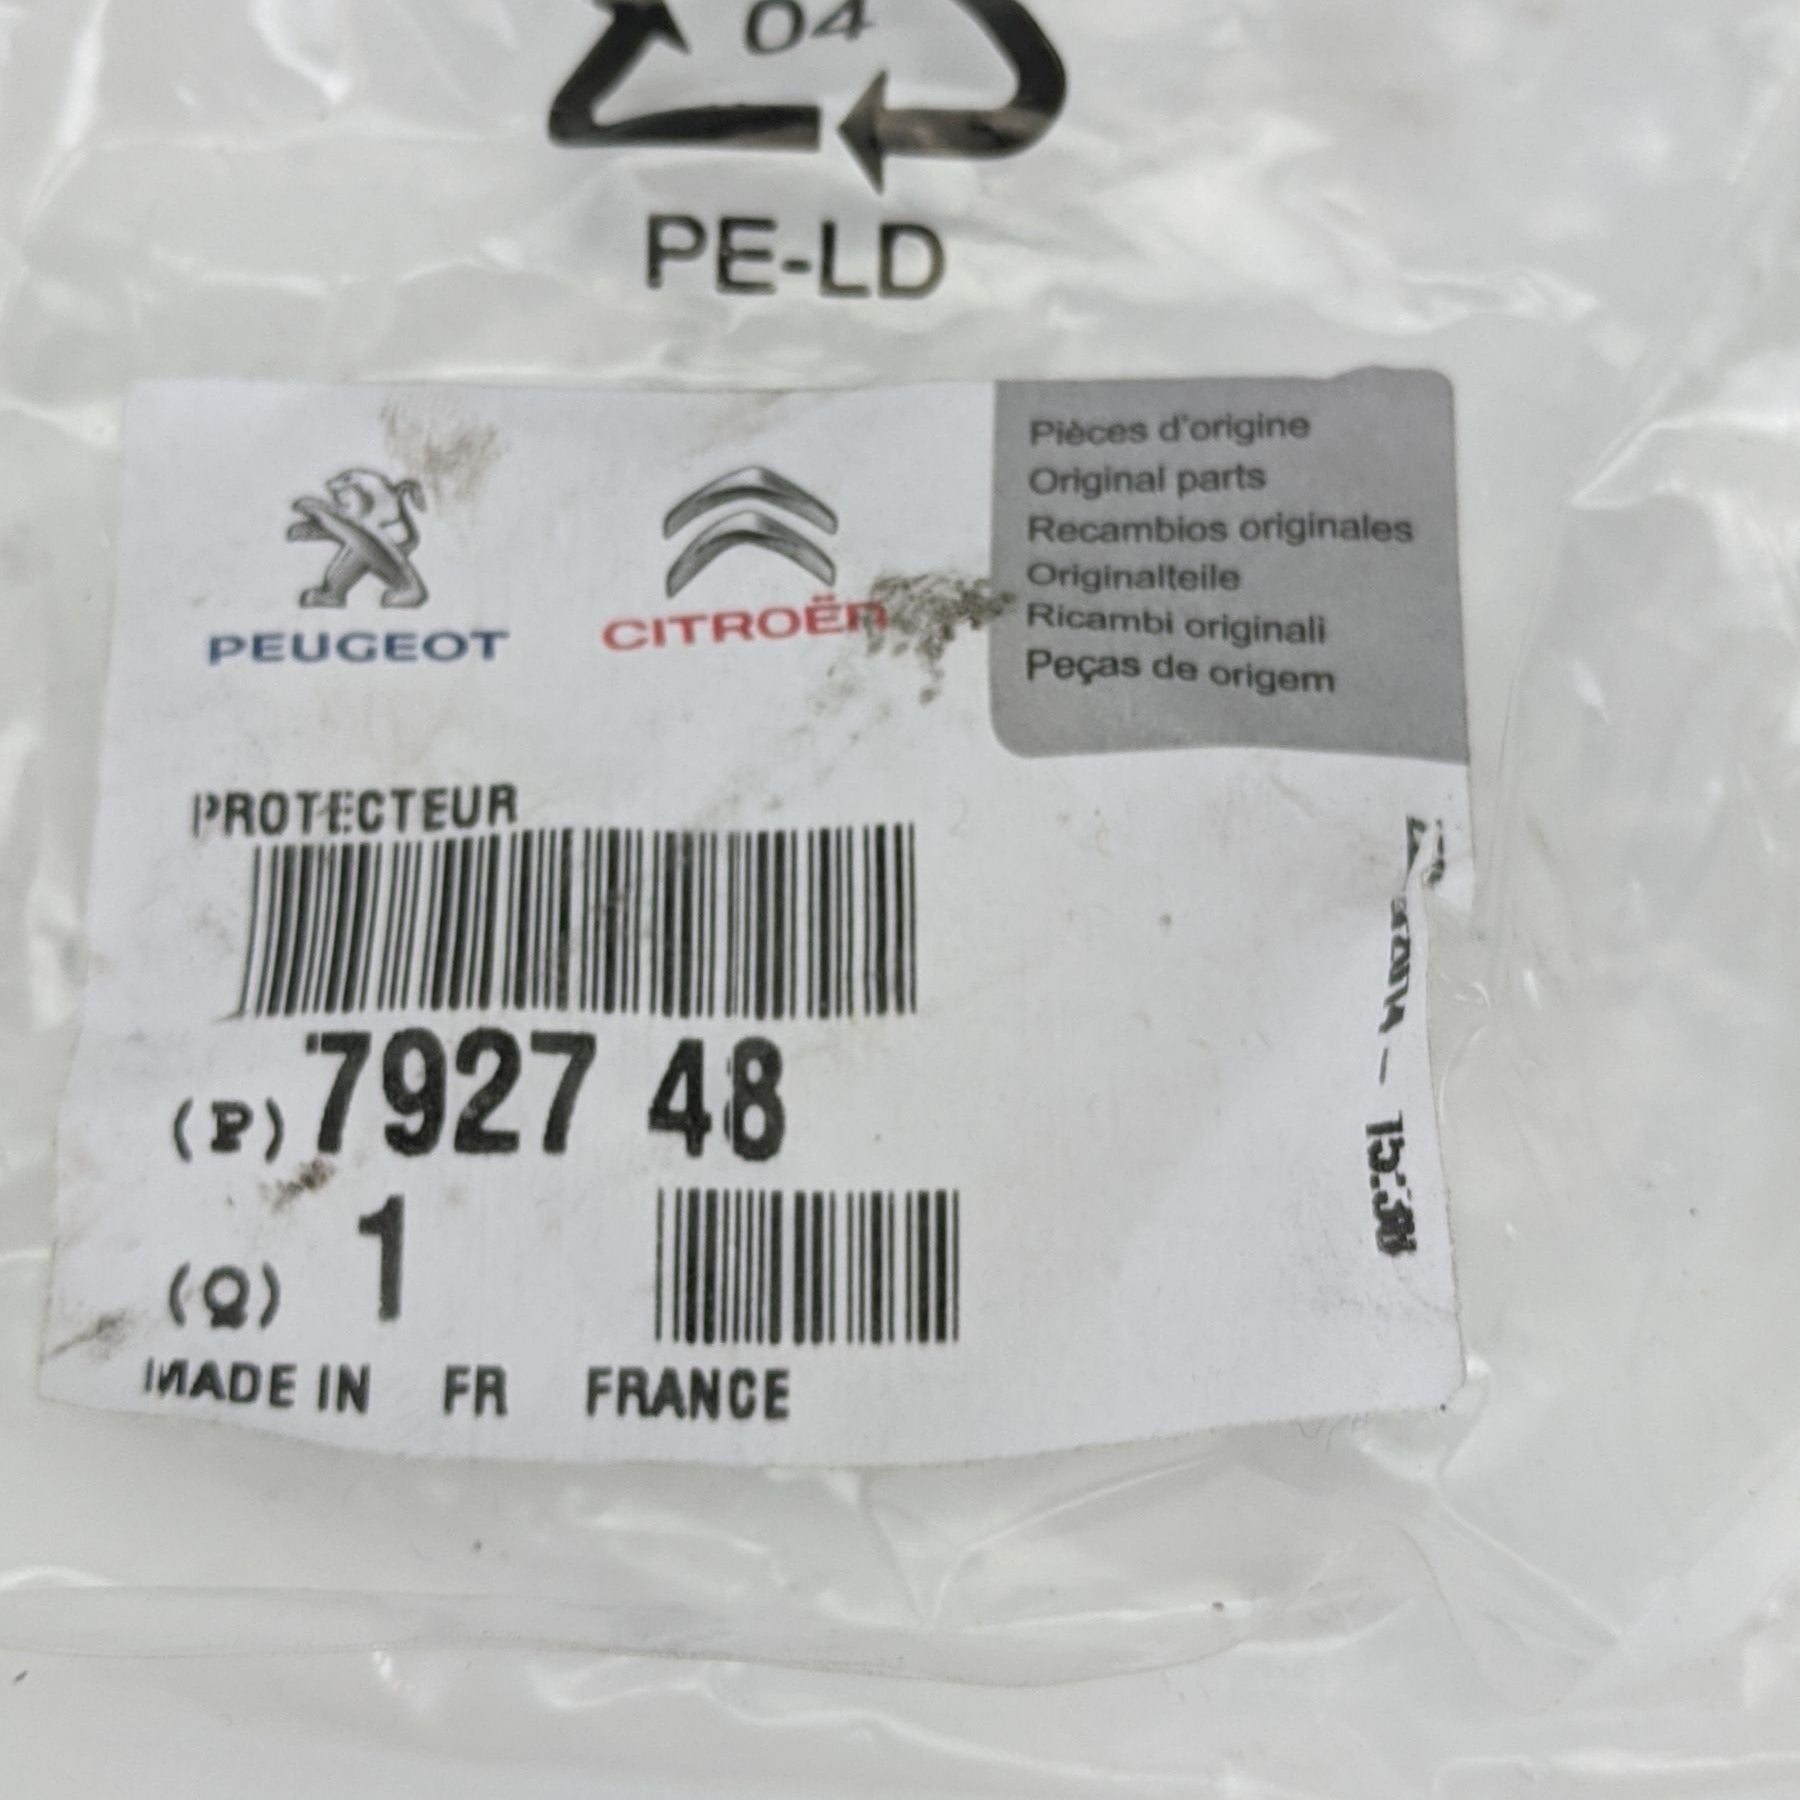 04
PE-LD
PEUGEOT
CITROËN
Pièces d'origine
Original parts
Recambios originales
Originalteile
Ricambi originali
Peças de origem
PROTECTEUR
(P) 7927 48
(Q) 1
MADE IN FR FRANCE